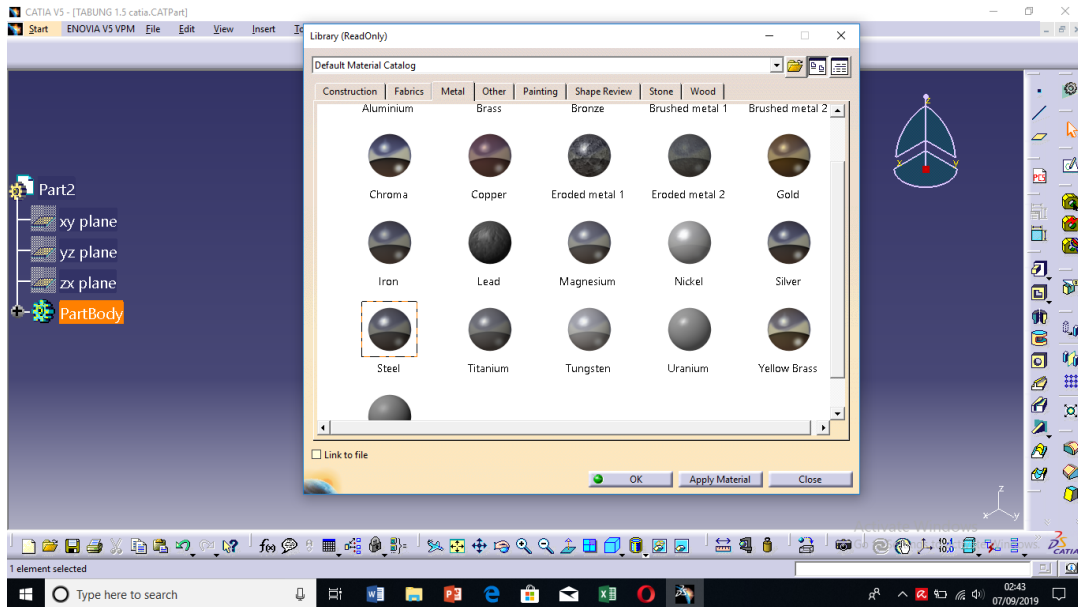 CATIA V5 - [TABUNG 1.5 catia.CATPart]
Start ENOVIA V5 VPM File Edit View Insert
Library (ReadOnly)
Default Material Catalog
Construction Fabrics Metal Other Painting Shape Review Stone Wood
Aluminium Brass Bronze Brushed metal 1 Brushed metal 2
Chroma Copper Eroded metal 1 Eroded metal 2 Gold
Iron Lead Magnesium Nickel Silver
Steel Titanium Tungsten Uranium Yellow Brass
Link to file
OK Apply Material Close
Part2
xy plane
yz plane
zx plane
PartBody
z
x y
PCS
z
x y
Activate Windows
f(x)
CATIA
1 element selected
Type here to search
02:43
07/09/2019